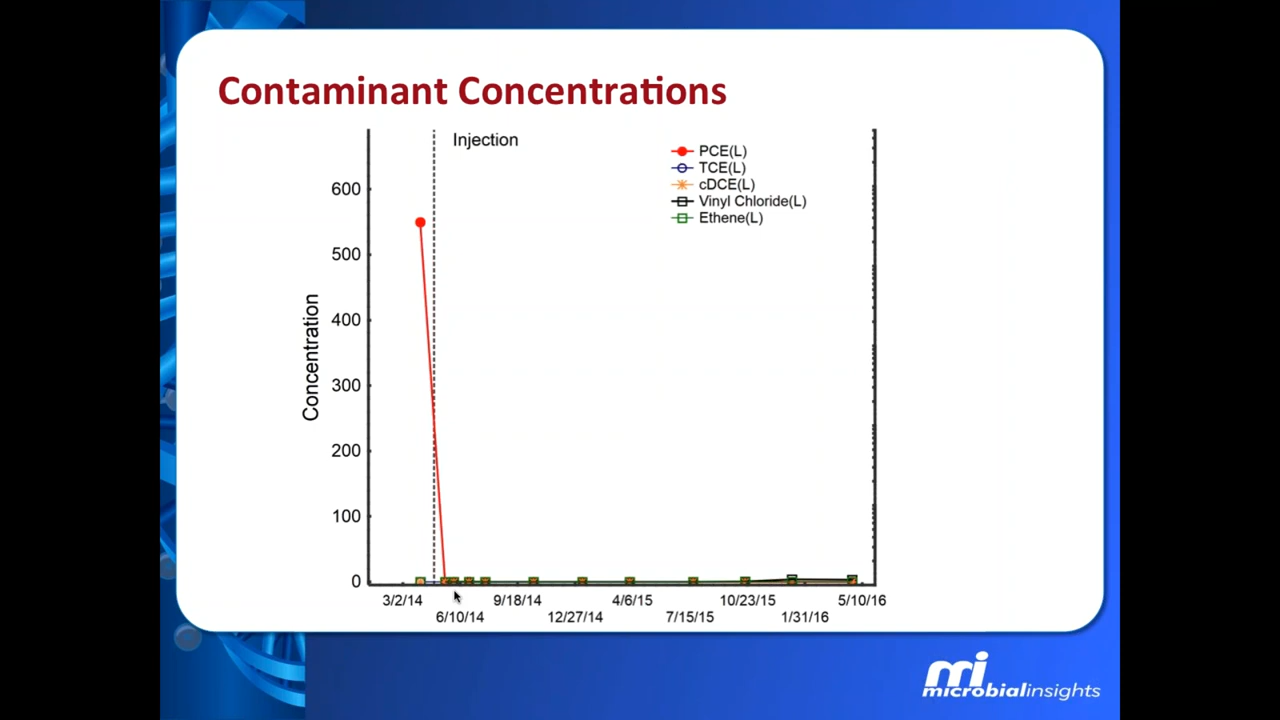 Contaminant Concentrations
Injection
PCE(L)
TCE(L)
cDCE(L)
Vinyl Chloride(L)
Ethene(L)
600
500
400
300
200
100
0
Concentration
3/2/14 9/18/14 4/6/15 10/23/15 5/10/16
6/10/14 12/27/14 7/15/15 1/31/16
mi
microbialinsights